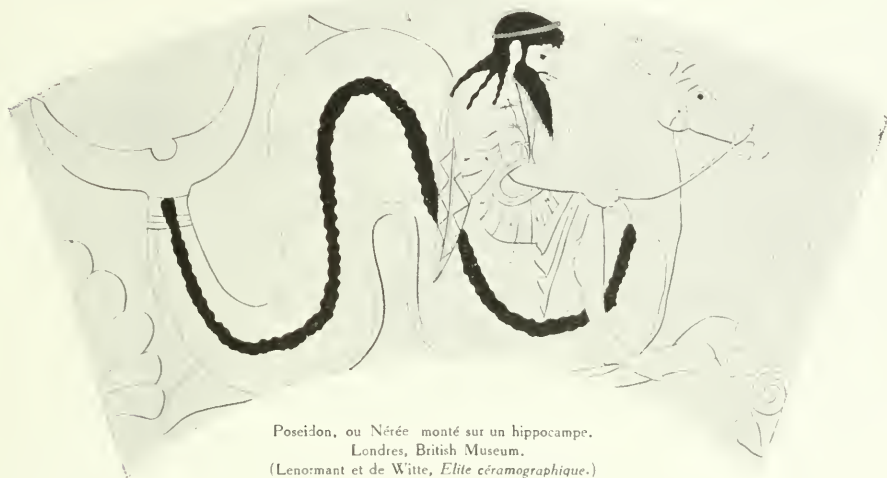 Poseidon, ou Nérée monté sur un hippocampe.
Londres, British Museum.
(Lenormant et de Witte, Elite céramographique.)